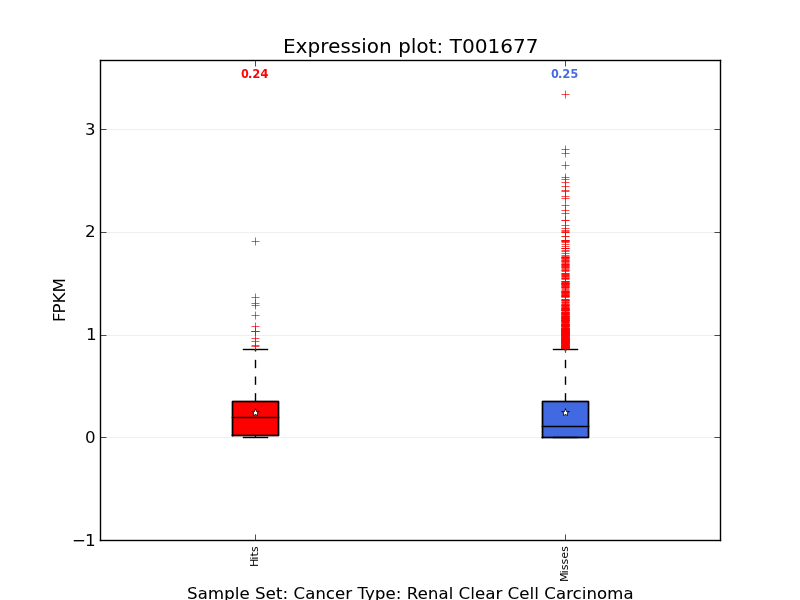 Expression plot: T001677
0.24 0.25
3
2
1
0
−1
FPKM
Hits Misses
Sample Set: Cancer Type: Renal Clear Cell Carcinoma